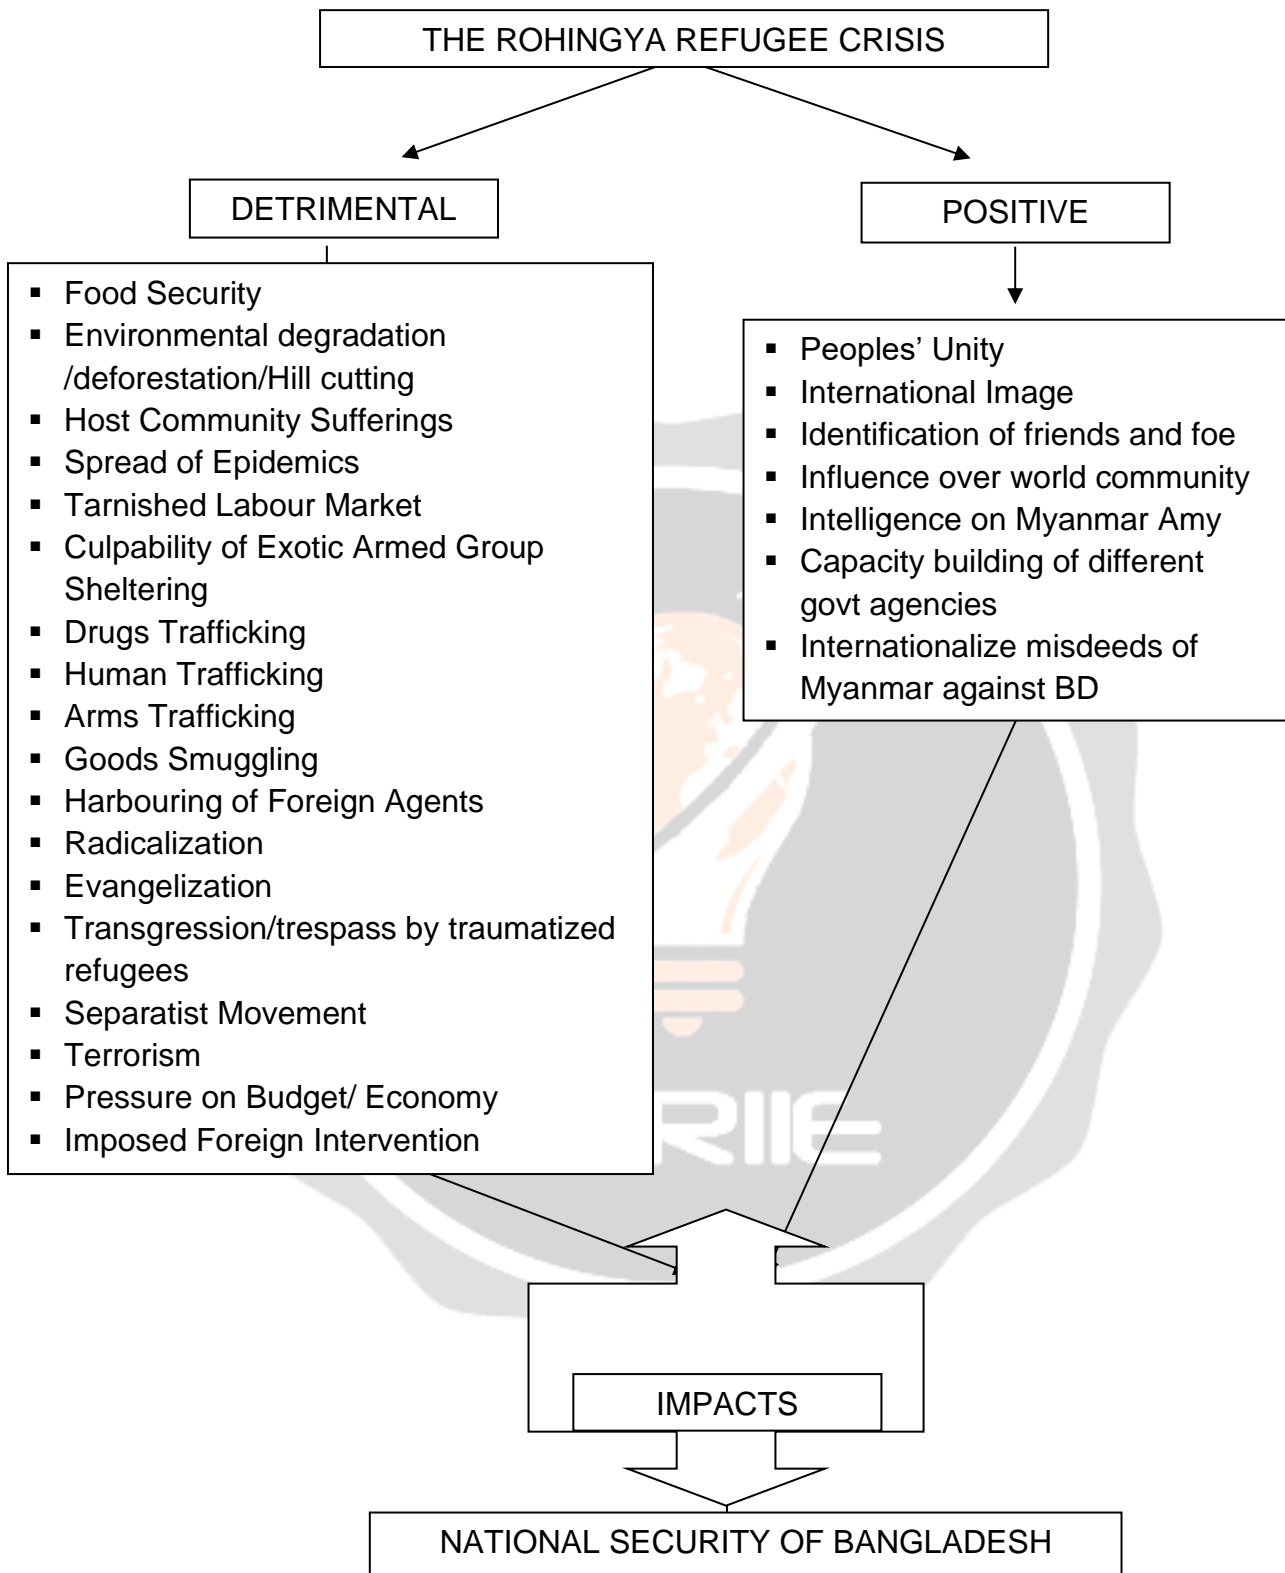 THE ROHINGYA REFUGEE CRISIS
DETRIMENTAL
▪ Food Security
▪ Environmental degradation
/deforestation/Hill cutting
▪ Host Community Sufferings
▪ Spread of Epidemics
▪ Tarnished Labour Market
▪ Culpability of Exotic Armed Group
Sheltering
▪ Drugs Trafficking
▪ Human Trafficking
▪ Arms Trafficking
▪ Goods Smuggling
▪ Harbouring of Foreign Agents
▪ Radicalization
▪ Evangelization
▪ Transgression/trespass by traumatized
refugees
▪ Separatist Movement
▪ Terrorism
▪ Pressure on Budget/ Economy
▪ Imposed Foreign Intervention
POSITIVE
▪ Peoples’ Unity
▪ International Image
▪ Identification of friends and foe
▪ Influence over world community
▪ Intelligence on Myanmar Amy
▪ Capacity building of different
govt agencies
▪ Internationalize misdeeds of
Myanmar against BD
RIIE
IMPACTS
NATIONAL SECURITY OF BANGLADESH